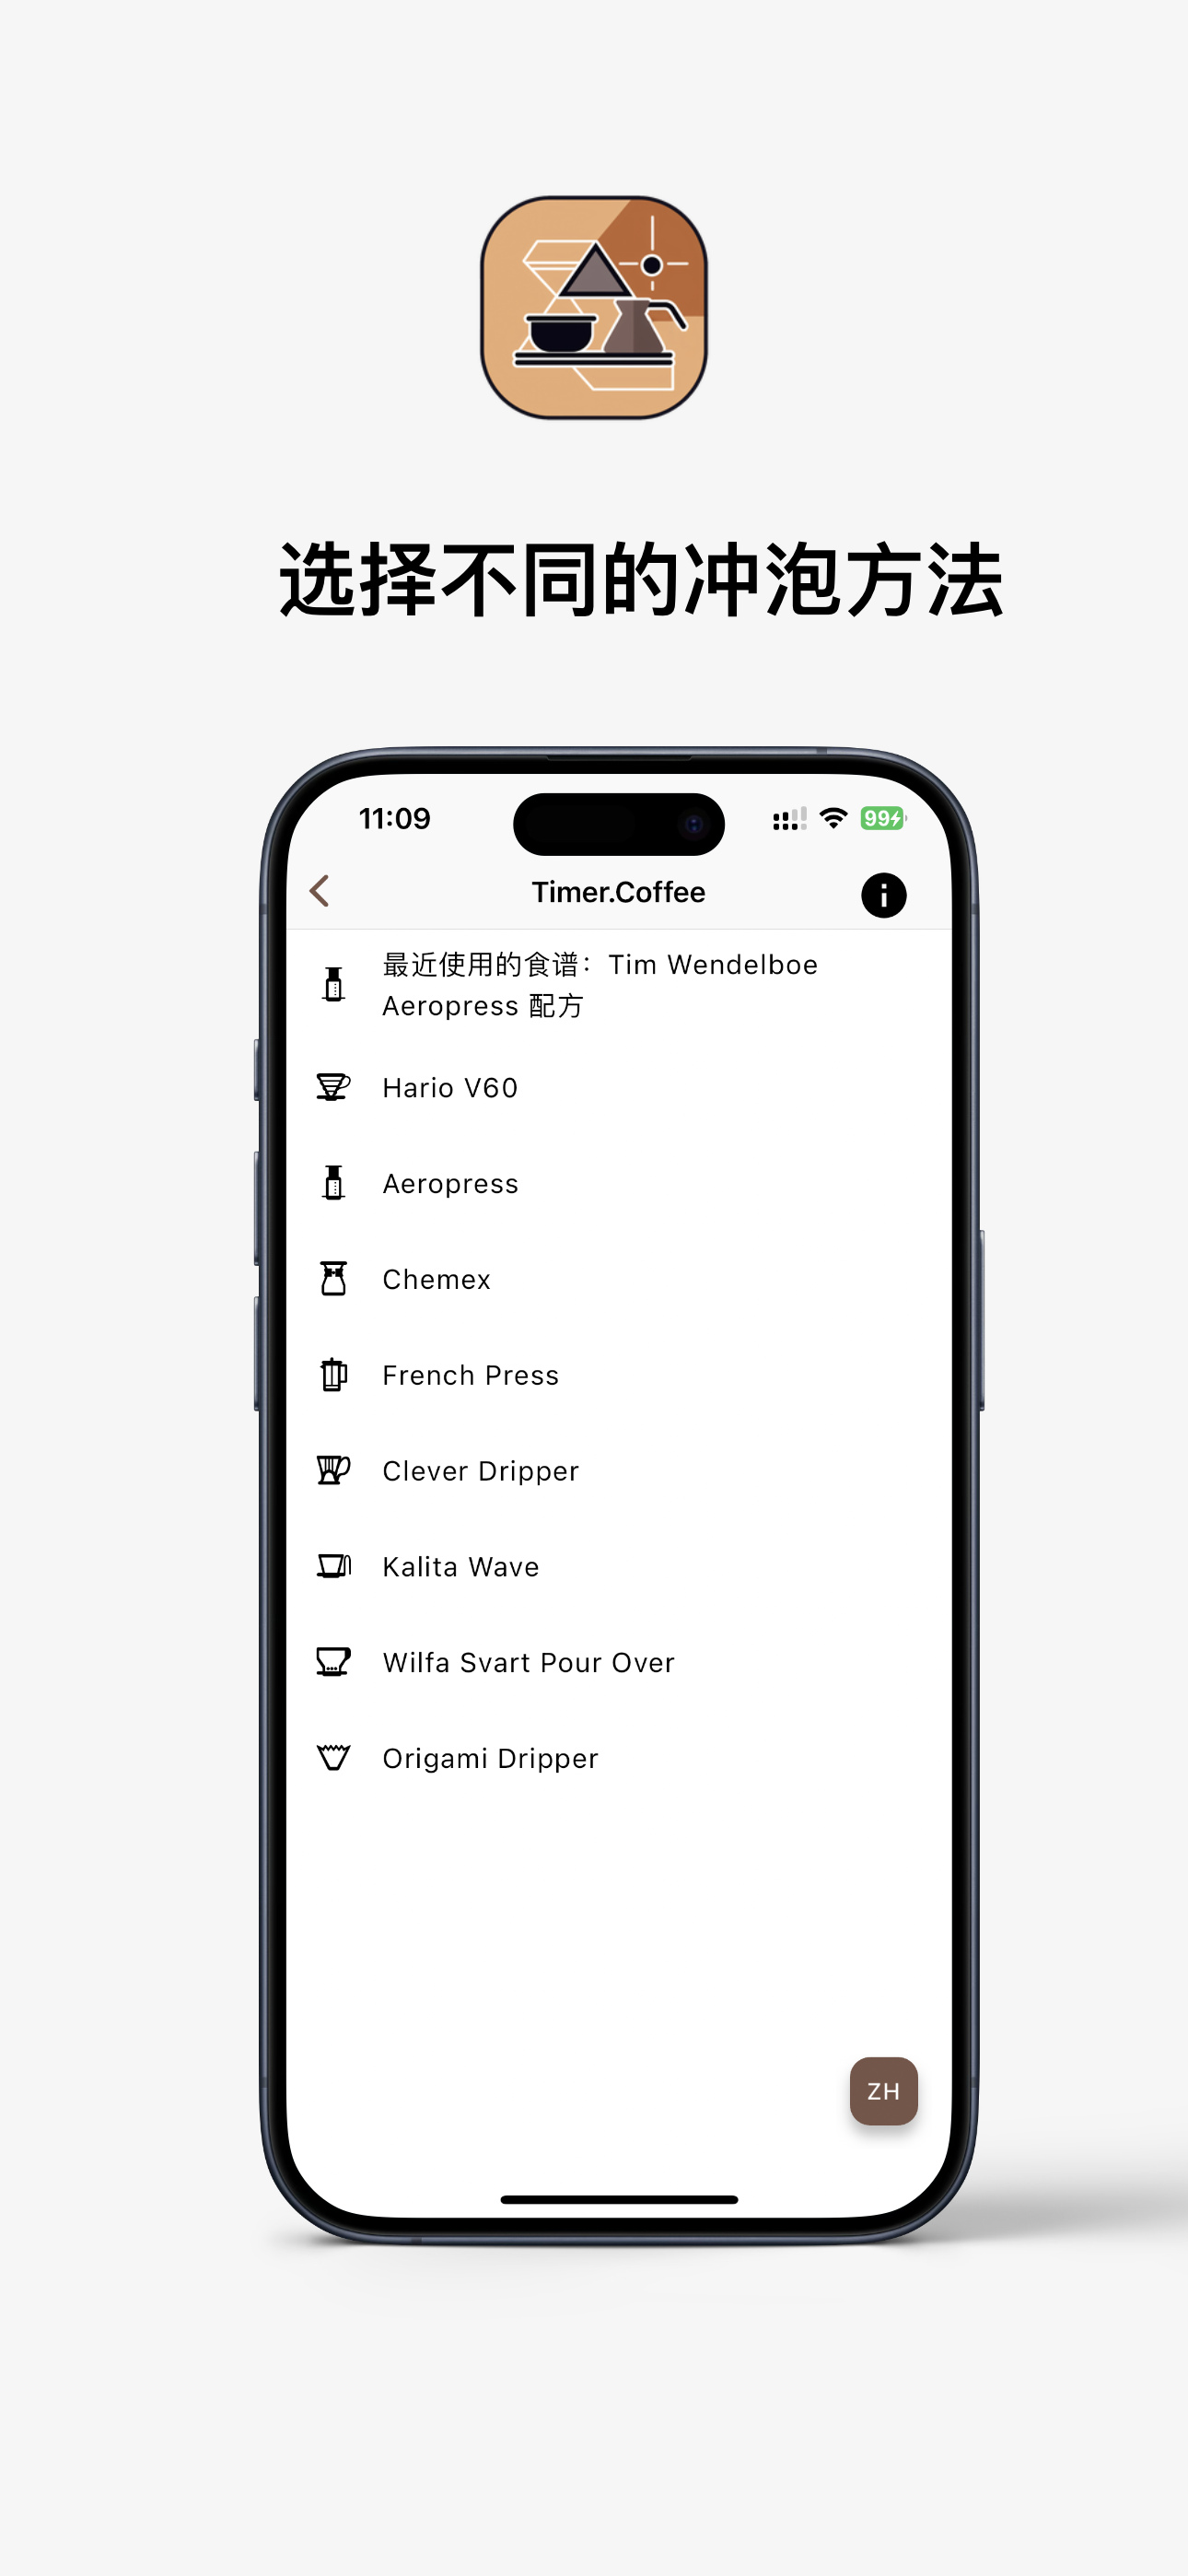 选择不同的冲泡方法
11:09
99
Timer.Coffee
最近使用的食谱：Tim Wendelboe
Aeropress 配方
Hario V60
Aeropress
Chemex
French Press
Clever Dripper
Kalita Wave
Wilfa Svart Pour Over
Origami Dripper
ZH